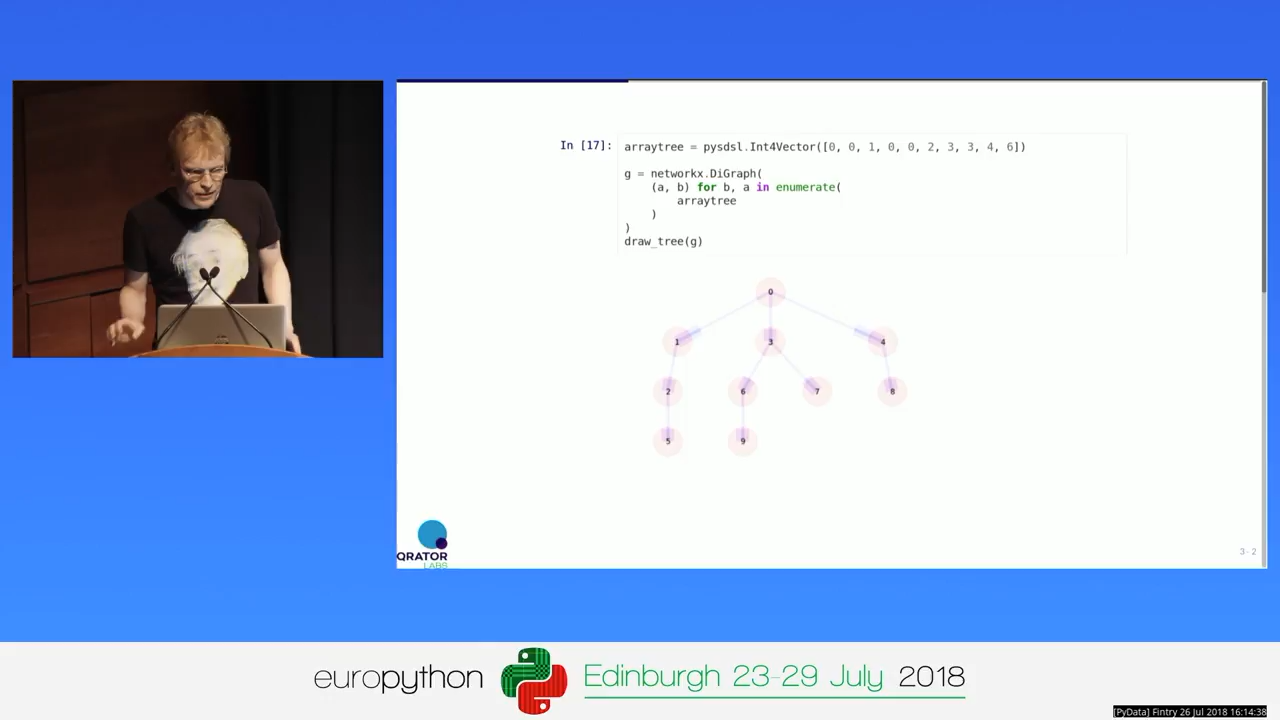 In [17]:
arraytree = pysdsl.Int4Vector([0, 0, 1, 0, 0, 2, 3, 3, 4, 6])
g = networkx.DiGraph(
(a, b) for b, a in enumerate(
arraytree
)
)
draw_tree(g)
0
1 3 4
2 6 7 8
5 9
QRATOR
LABS
3-2
europython Edinburgh 23-29 July 2018
[PyData] Fintry 26 Jul 2018 16:14:38